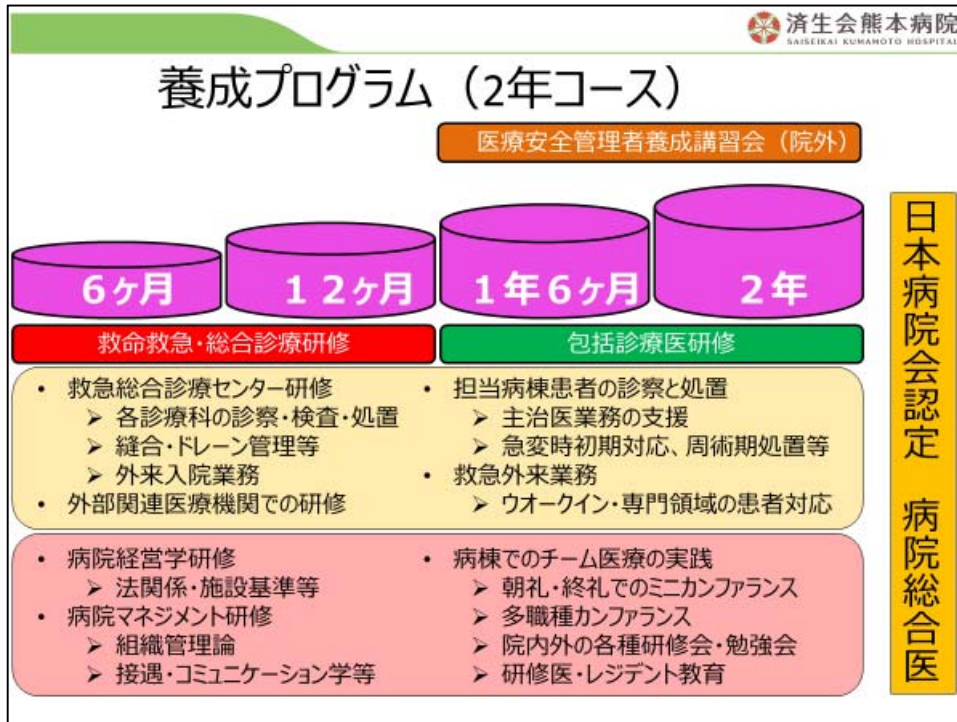 済生会熊本病院
SAISEIKAI KUMAMOTO HOSPITAL
養成プログラム（2年コース）
医療安全管理者養成講習会（院外）
6ヶ月
１２ヶ月
１年６ヶ月
２年
救命救急・総合診療研修
包括診療医研修
• 救急総合診療センター研修
➢ 各診療科の診察・検査・処置
➢ 縫合・ドレーン管理等
➢ 外来入院業務
• 外部関連医療機関での研修
• 担当病棟患者の診察と処置
➢ 主治医業務の支援
➢ 急変時初期対応、周術期処置等
• 救急外来業務
➢ ウオークイン・専門領域の患者対応
• 病院経営学研修
➢ 法関係・施設基準等
• 病院マネジメント研修
➢ 組織管理論
➢ 接遇・コミュニケーション学等
• 病棟でのチーム医療の実践
➢ 朝礼・終礼でのミニカンファランス
➢ 多職種カンファランス
➢ 院内外の各種研修会・勉強会
➢ 研修医・レジデント教育
日本病院会認定　病院総合医